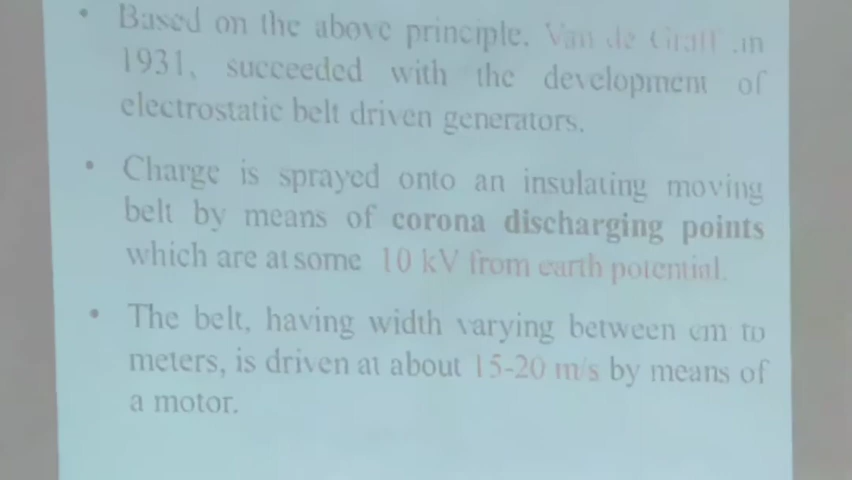 • Based on the above principle, Van de Graff in
1931, succeeded with the development of
electrostatic belt driven generators.
• Charge is sprayed onto an insulating moving
belt by means of corona discharging points
which are at some 10 kV from earth potential.
• The belt, having width varying between cm to
meters, is driven at about 15-20 m/s by means of
a motor.